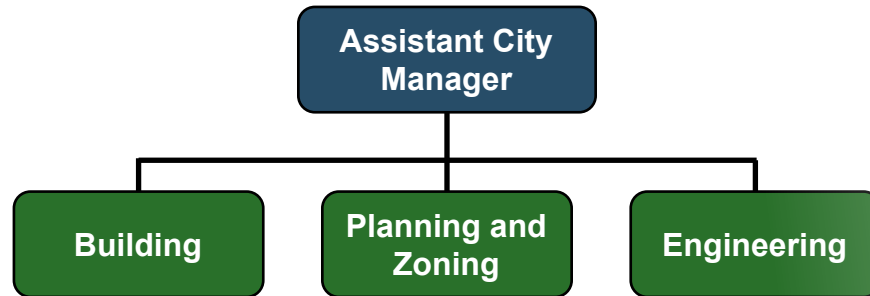 Assistant City
Manager
Building
Planning and
Zoning
Engineering